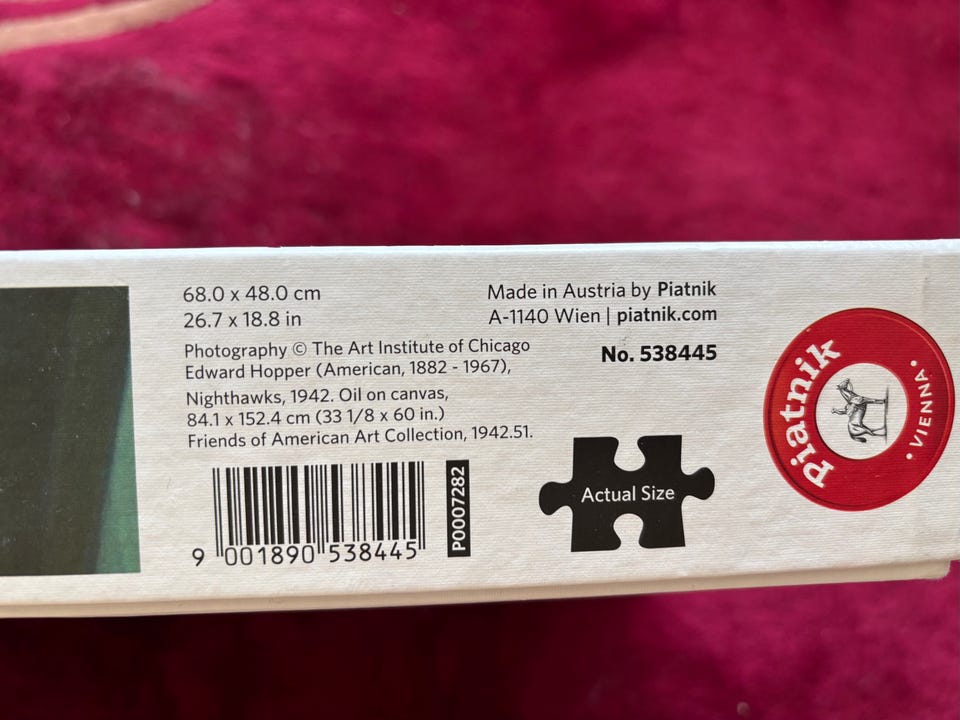 68.0 x 48.0 cm
26.7 x 18.8 in
Photography © The Art Institute of Chicago
Edward Hopper (American, 1882 - 1967),
Nighthawks, 1942. Oil on canvas,
84.1 x 152.4 cm (33 1/8 x 60 in.)
Friends of American Art Collection, 1942.51.
9 001890 538445
P0007282
Made in Austria by Piatnik
A-1140 Wien | piatnik.com
No. 538445
Actual Size
Piatnik
• VIENNA •